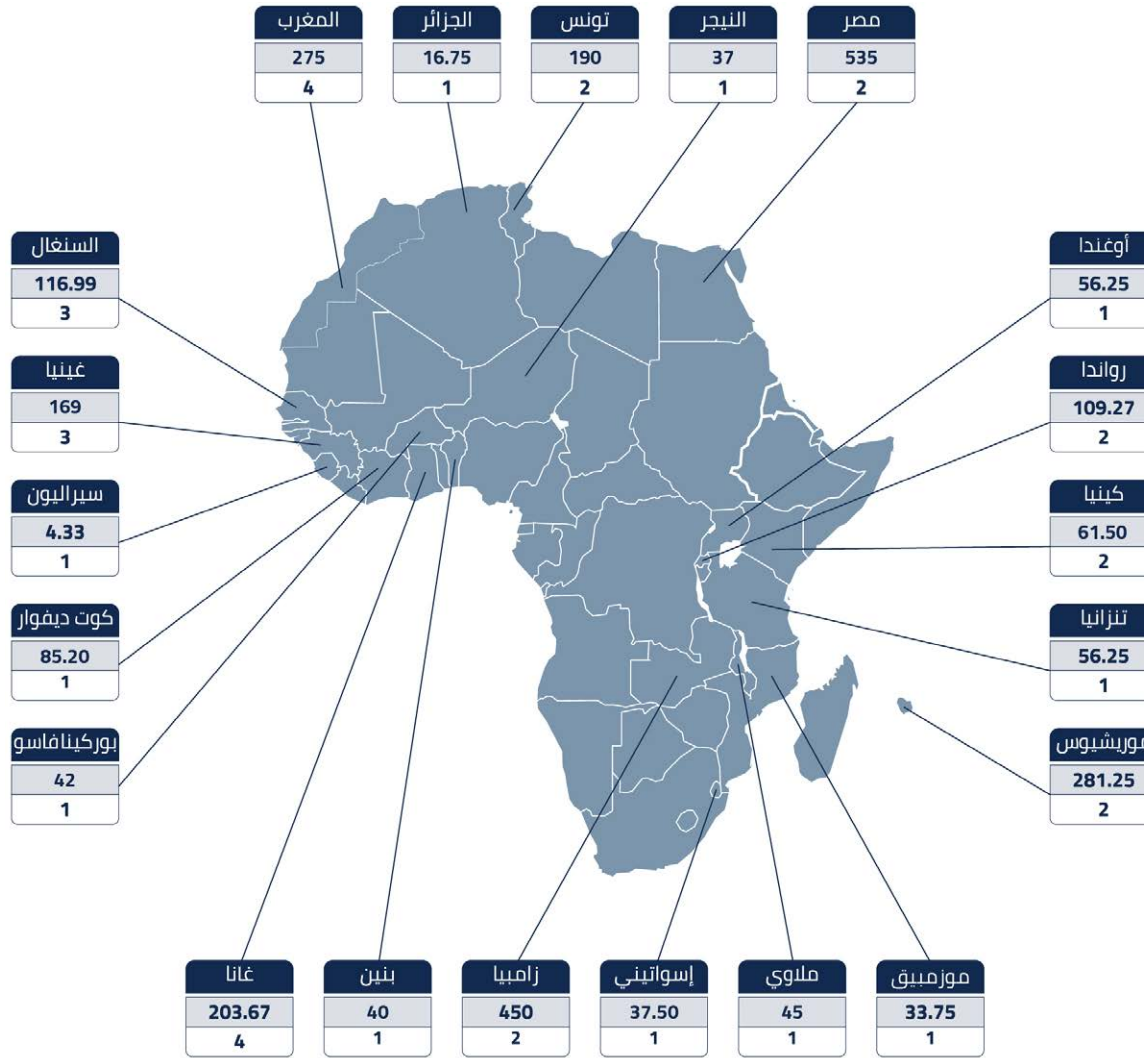 المغرب
275
4
الجزائر
16.75
1
تونس
190
2
النيجر
37
1
مصر
535
2
السنغال
116.99
3
غينيا
169
3
سيراليون
4.33
1
كوت ديفوار
85.20
1
بوركينافاسو
42
1
أوغندا
56.25
1
رواندا
109.27
2
كينيا
61.50
2
تنزانيا
56.25
1
موريشيوس
281.25
2
غانا
203.67
4
بنين
40
1
زامبيا
450
2
إسواتيني
37.50
1
ملاوي
45
1
موزمبيق
33.75
1